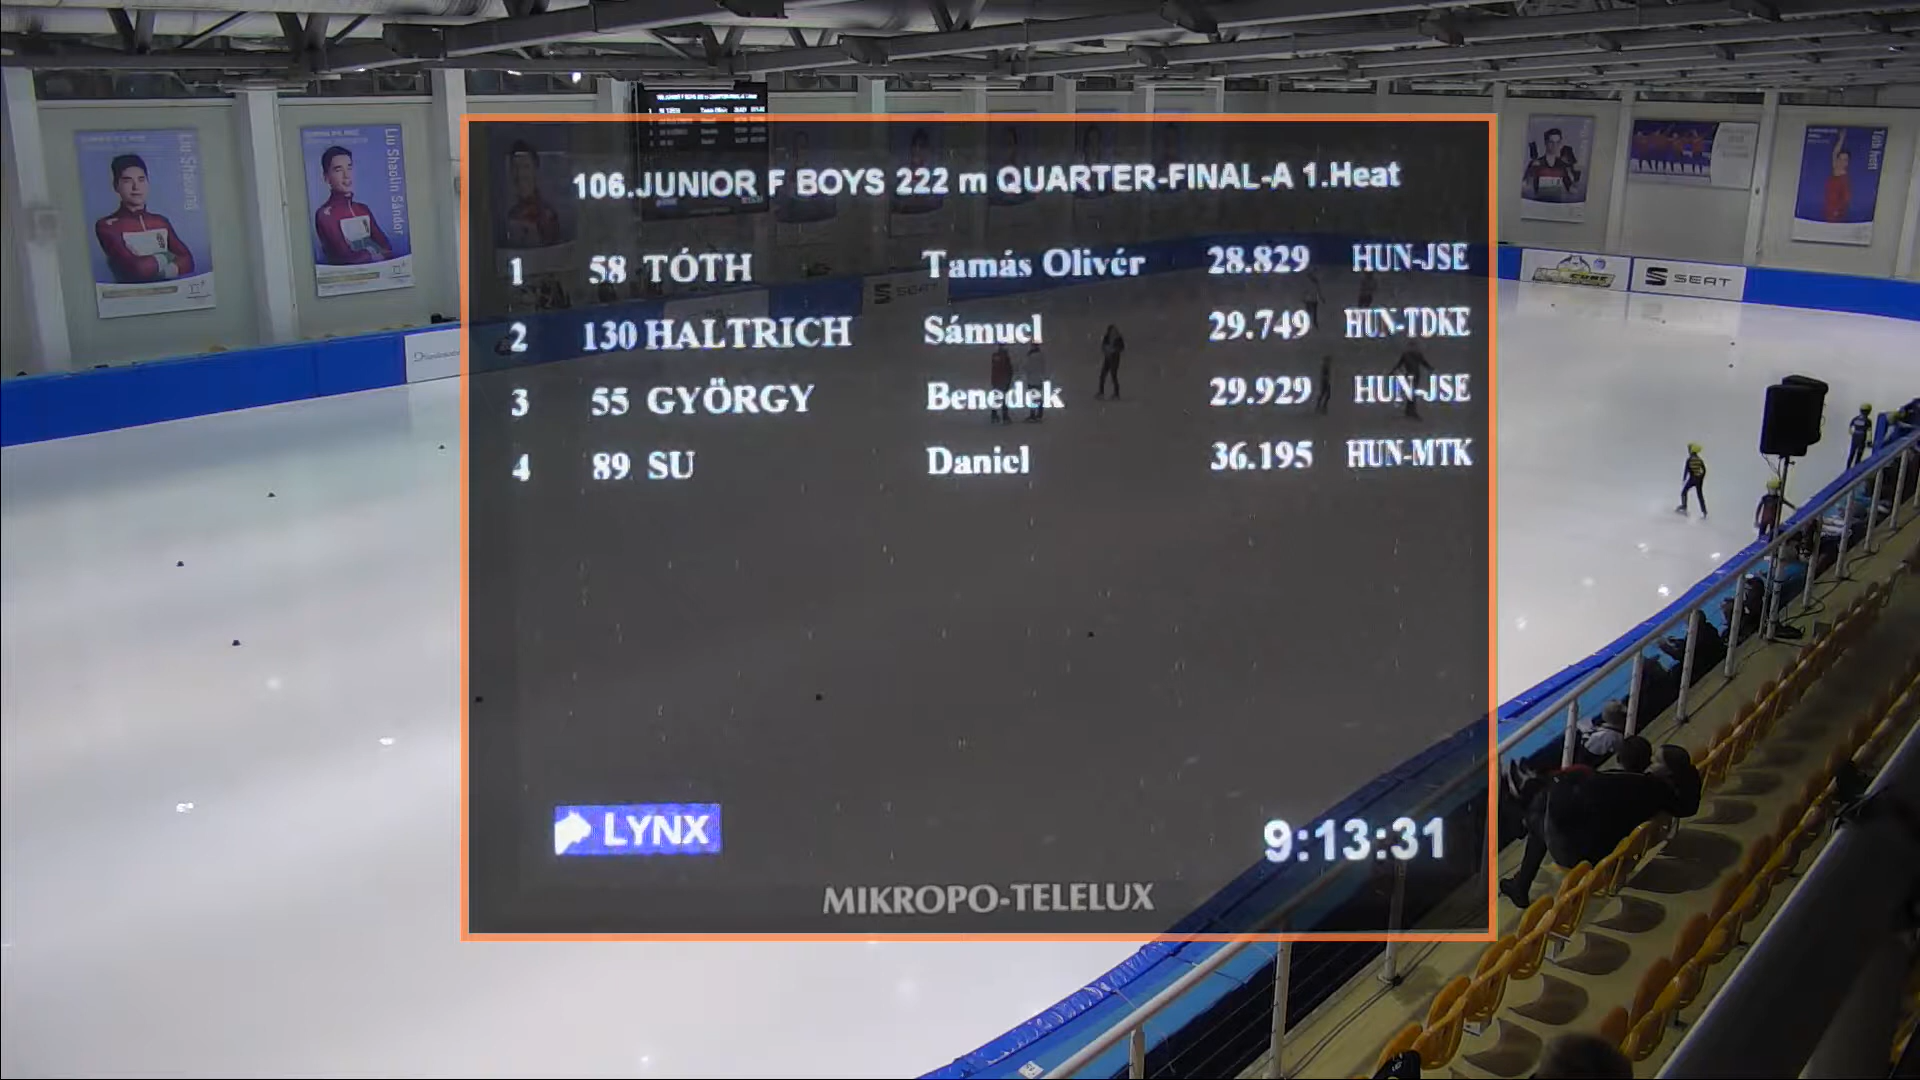 106.JUNIOR F BOYS 222 m QUARTER-FINAL-A 1.Heat
1 58 TÓTH Tamás Olivér 28.829 HUN-JSE
2 130 HALTRICH Sámuel 29.749 HUN-TDKE
3 55 GYÖRGY Benedek 29.929 HUN-JSE
4 89 SU Daniel 36.195 HUN-MTK
LYNX
9:13:31
MIKROPO-TELELUX
Liu Shaoang
Liu Shaolin Sándor
Tóth Ivett
SEAT
SEAT